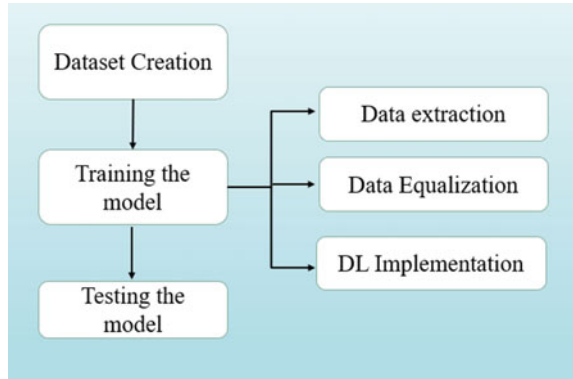 Dataset Creation
Training the
model
Testing the
model
Data extraction
Data Equalization
DL Implementation